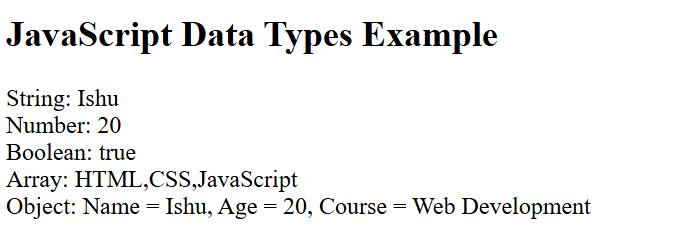 JavaScript Data Types Example
String: Ishu
Number: 20
Boolean: true
Array: HTML,CSS,JavaScript
Object: Name = Ishu, Age = 20, Course = Web Development